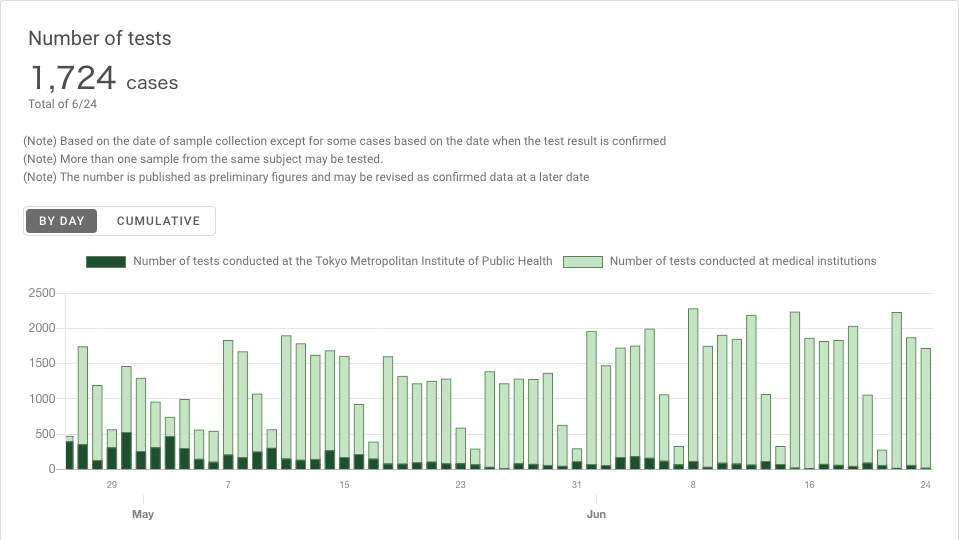 Number of tests
1,724 cases
Total of 6/24
(Note) Based on the date of sample collection except for some cases based on the date when the test result is confirmed
(Note) More than one sample from the same subject may be tested.
(Note) The number is published as preliminary figures and may be revised as confirmed data at a later date
BY DAY CUMULATIVE
Number of tests conducted at the Tokyo Metropolitan Institute of Public Health Number of tests conducted at medical institutions
2500
2000
1500
1000
500
0
29 7 15 23 31 8 16 24
May Jun